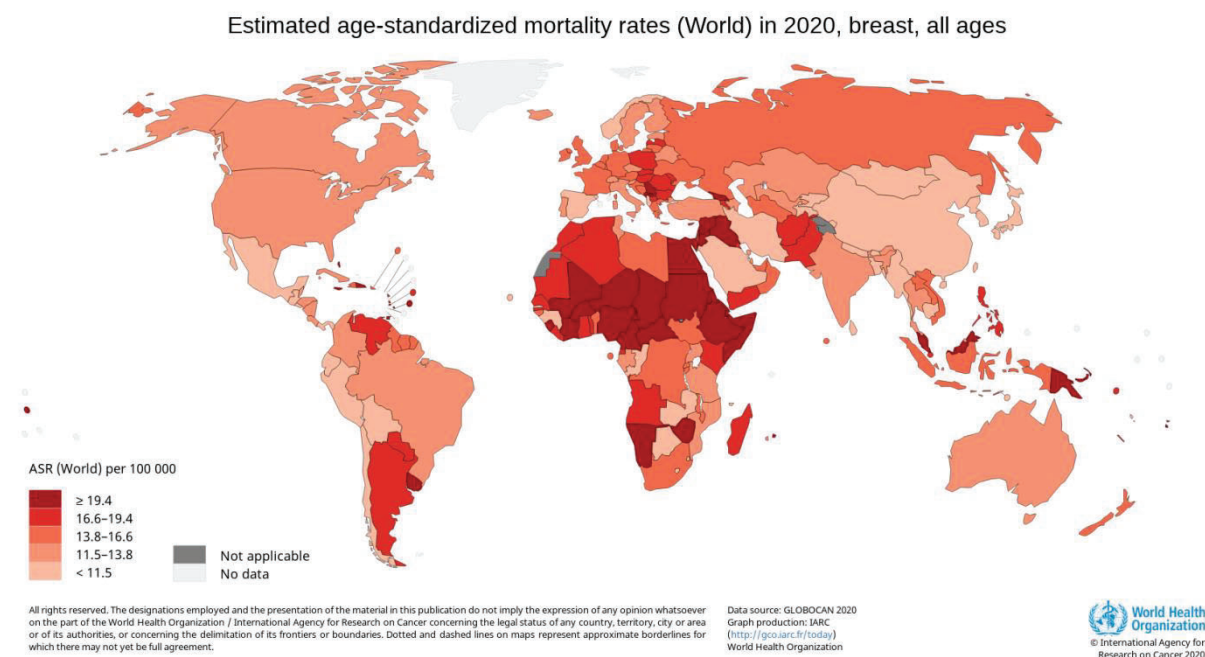 Estimated age-standardized mortality rates (World) in 2020, breast, all ages
ASR (World) per 100 000
≥ 19.4
16.6–19.4
13.8–16.6
11.5–13.8
< 11.5
Not applicable
No data
All rights reserved. The designations employed and the presentation of the material in this publication do not imply the expression of any opinion whatsoever
on the part of the World Health Organization / International Agency for Research on Cancer concerning the legal status of any country, territory, city or area
or of its authorities, or concerning the delimitation of its frontiers or boundaries. Dotted and dashed lines on maps represent approximate borderlines for
which there may not yet be full agreement.
Data source: GLOBOCAN 2020
Graph production: IARC
(http://gco.iarc.fr/today)
World Health Organization
World Health
Organization
© International Agency for
Research on Cancer 2020